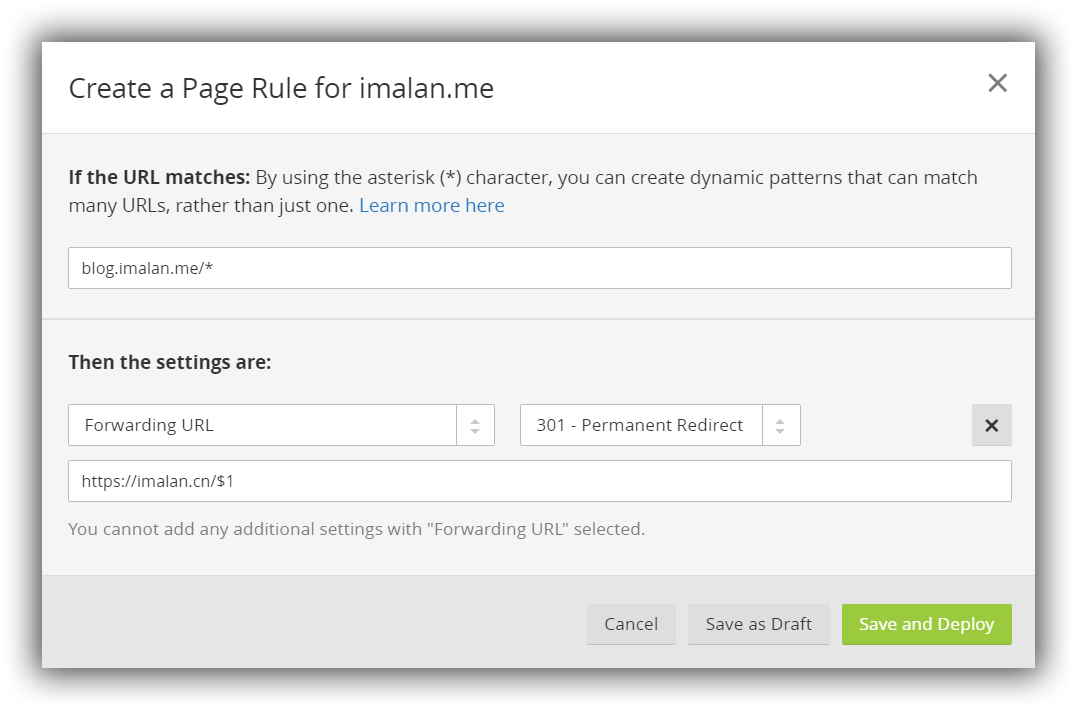 Create a Page Rule for imalan.me
If the URL matches: By using the asterisk (*) character, you can create dynamic patterns that can match
many URLs, rather than just one. Learn more here
blog.imalan.me/*
Then the settings are:
Forwarding URL
301 - Permanent Redirect
https://imalan.cn/$1
You cannot add any additional settings with "Forwarding URL" selected.
Cancel
Save as Draft
Save and Deploy